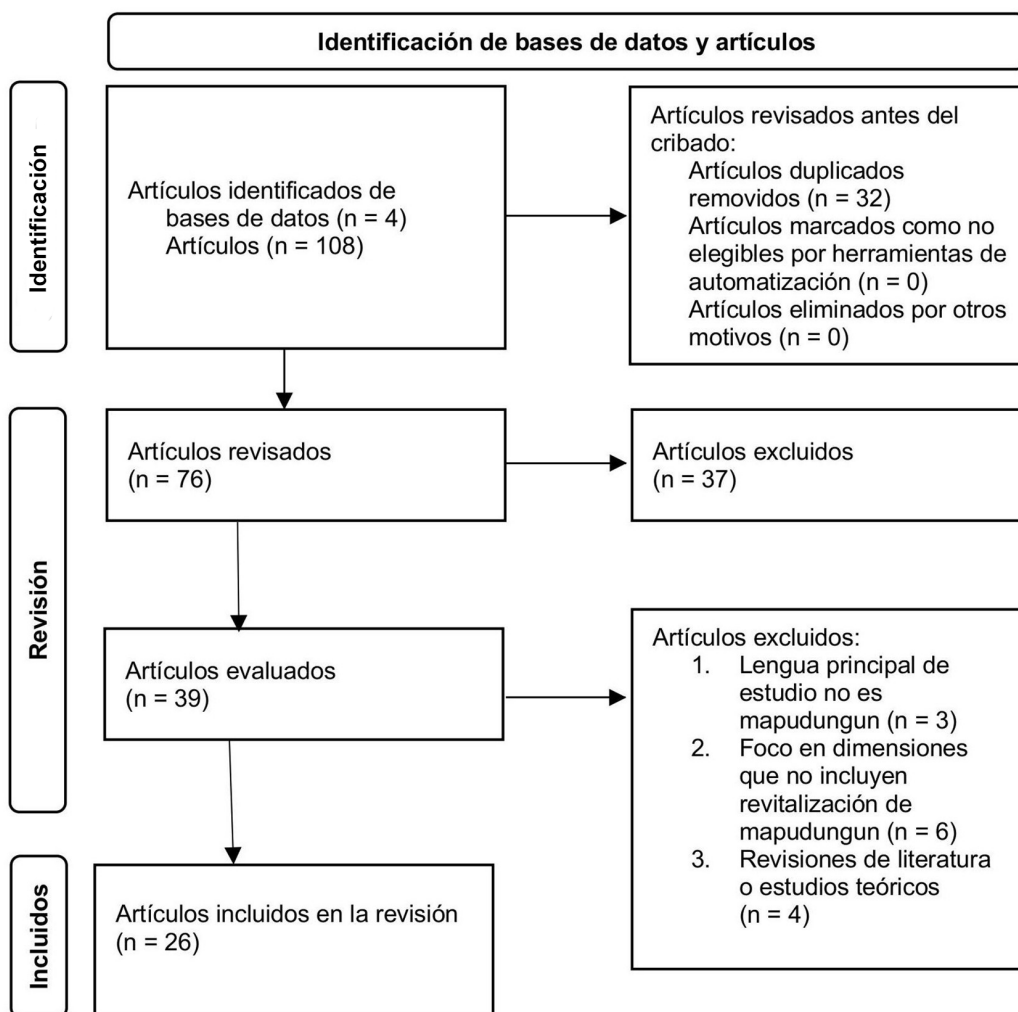 Identificación de bases de datos y artículos
Identificación
Artículos identificados de
bases de datos (n = 4)
Artículos (n = 108)
Artículos revisados antes del
cribado:
Artículos duplicados
removidos (n = 32)
Artículos marcados como no
elegibles por herramientas de
automatización (n = 0)
Artículos eliminados por otros
motivos (n = 0)
Revisión
Artículos revisados
(n = 76)
Artículos excluidos
(n = 37)
Artículos evaluados
(n = 39)
Artículos excluidos:
1. Lengua principal de
estudio no es
mapudungun (n = 3)
2. Foco en dimensiones
que no incluyen
revitalización de
mapudungun (n = 6)
3. Revisiones de literatura
o estudios teóricos
(n = 4)
Incluidos
Artículos incluidos en la revisión
(n = 26)